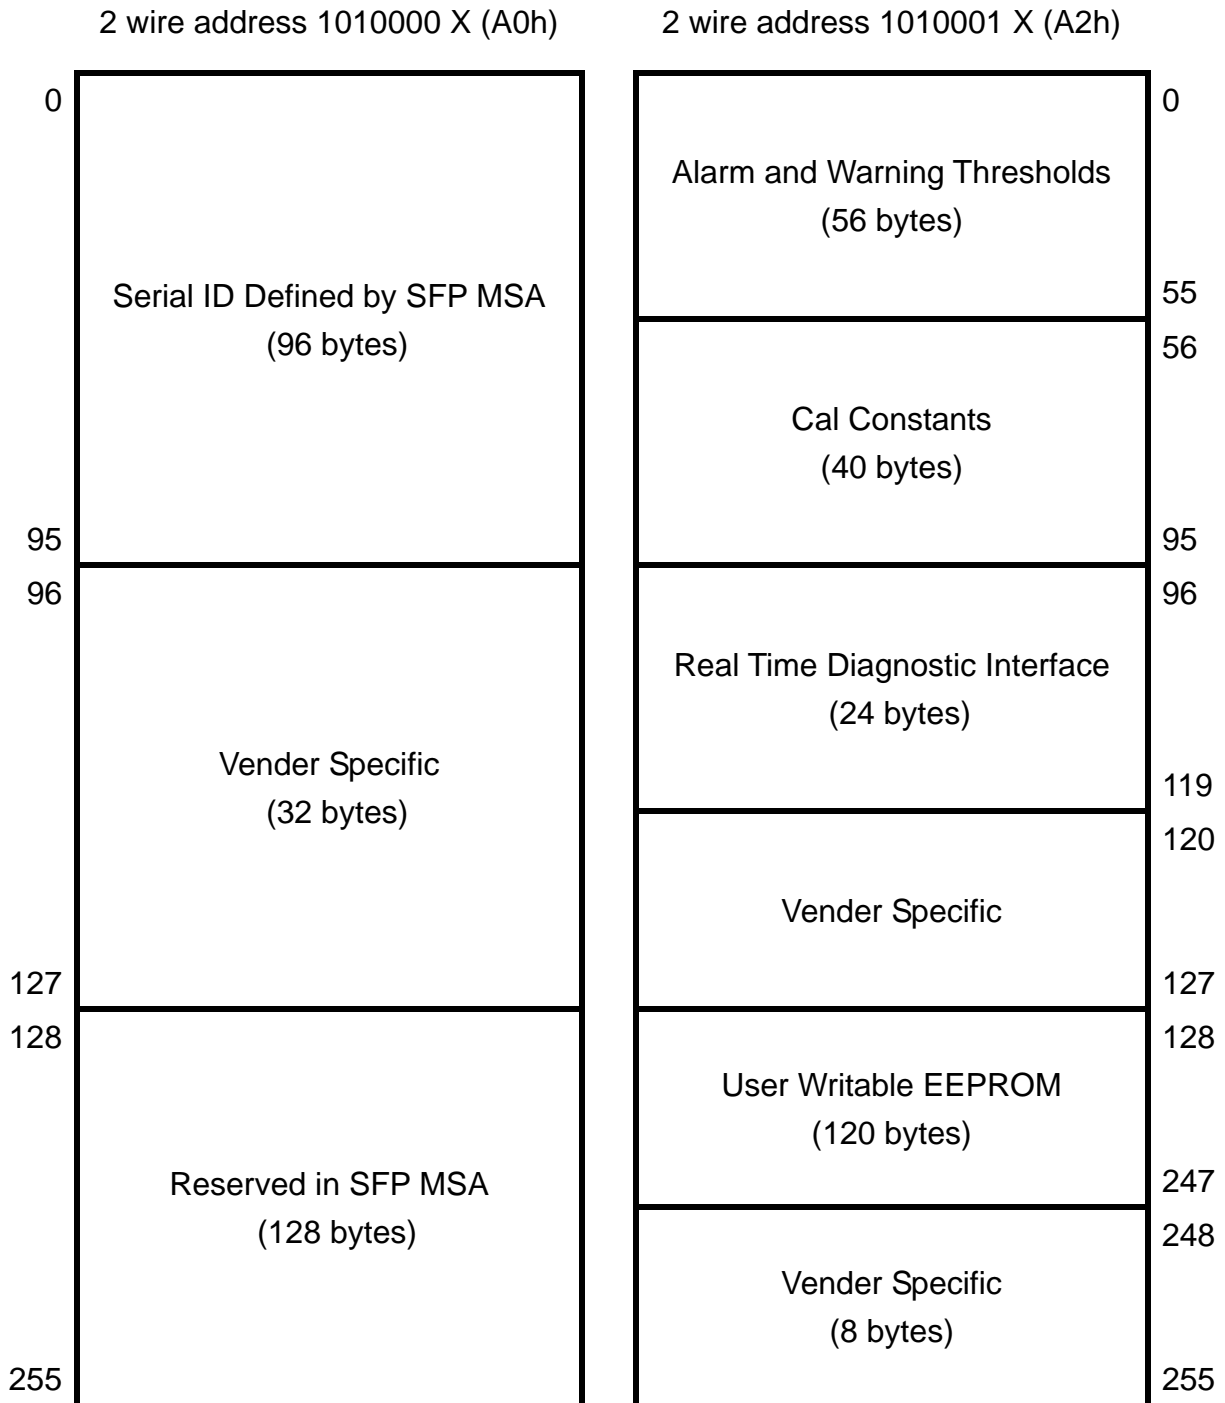 2 wire address 1010000 X (A0h)
0
Serial ID Defined by SFP MSA
(96 bytes)
95
96
Vender Specific
(32 bytes)
127
128
Reserved in SFP MSA
(128 bytes)
255
2 wire address 1010001 X (A2h)
0
Alarm and Warning Thresholds
(56 bytes)
55
56
Cal Constants
(40 bytes)
95
96
Real Time Diagnostic Interface
(24 bytes)
119
120
Vender Specific
127
128
User Writable EEPROM
(120 bytes)
247
248
Vender Specific
(8 bytes)
255